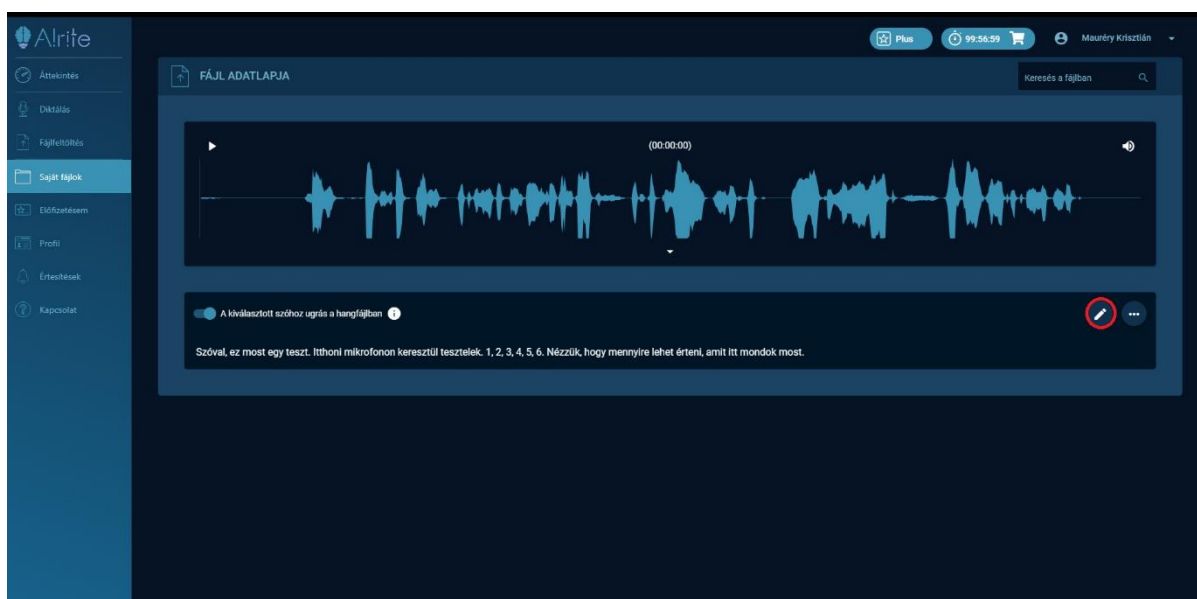 Alrite
Plus
99:56:59
Mauréry Krisztián
Áttekintés
Diktálás
Fájlfeltöltés
Saját fájlok
Előfizetésem
Profil
Értesítések
Kapcsolat
FÁJL ADATLAPJA
Keresés a fájlban
(00:00:00)
A kiválasztott szóhoz ugrás a hangfájlban
Szóval, ez most egy teszt. Itthoni mikrofonon keresztül tesztelek. 1, 2, 3, 4, 5, 6. Nézzük, hogy mennyire lehet érteni, amit itt mondok most.